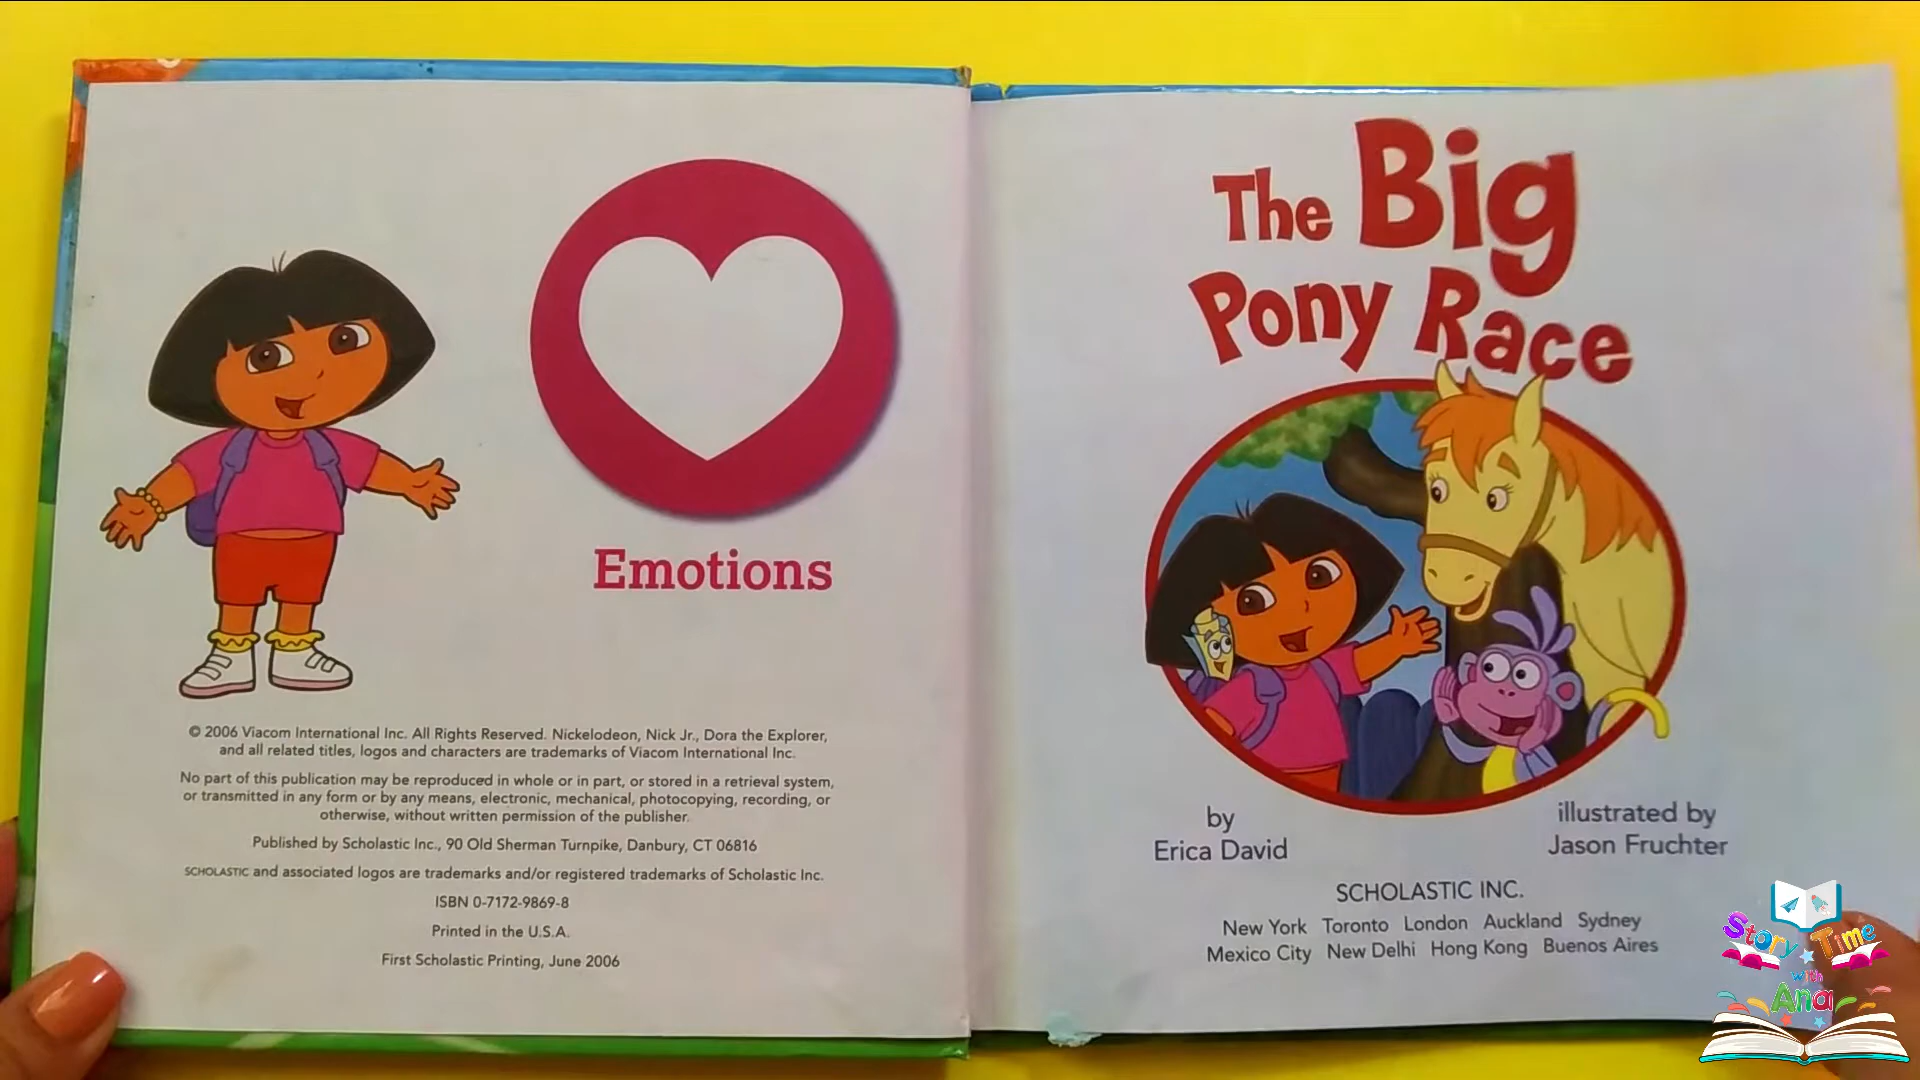 Emotions
© 2006 Viacom International Inc. All Rights Reserved. Nickelodeon, Nick Jr., Dora the Explorer,
and all related titles, logos and characters are trademarks of Viacom International Inc.
No part of this publication may be reproduced in whole or in part, or stored in a retrieval system,
or transmitted in any form or by any means, electronic, mechanical, photocopying, recording, or
otherwise, without written permission of the publisher.
Published by Scholastic Inc., 90 Old Sherman Turnpike, Danbury, CT 06816
SCHOLASTIC and associated logos are trademarks and/or registered trademarks of Scholastic Inc.
ISBN 0-7172-9869-8
Printed in the U.S.A.
First Scholastic Printing, June 2006
The Big
Pony Race
by
Erica David
illustrated by
Jason Fruchter
SCHOLASTIC INC.
New York Toronto London Auckland Sydney
Mexico City New Delhi Hong Kong Buenos Aires
Story Time
with
Ana